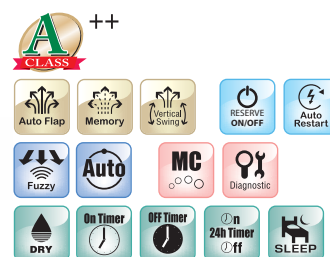 A ++
CLASS
Auto Flap
Memory
Vertical
Swing
RESERVE
ON/OFF
Auto
Restart
Fuzzy
Auto
MC
Diagnostic
DRY
On Timer
OFF Timer
On
24h Timer
Off
SLEEP